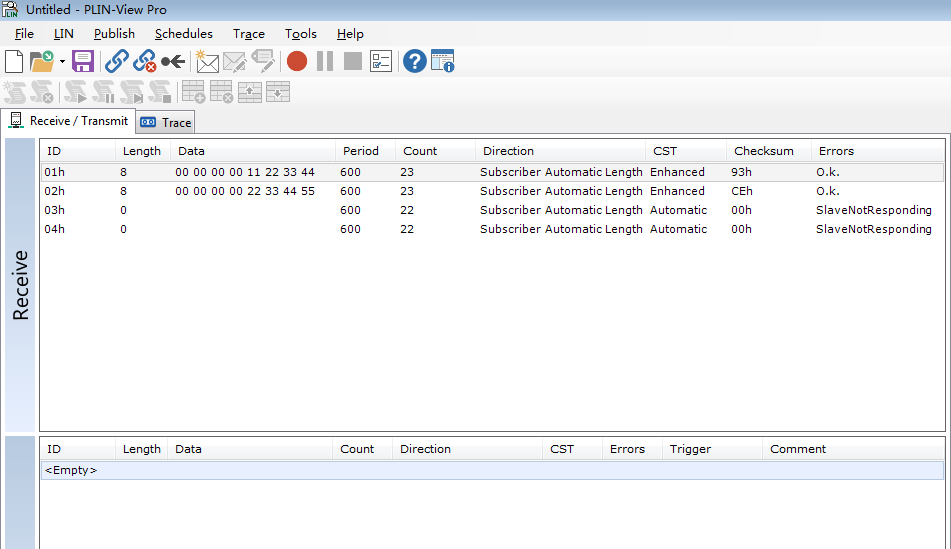 Untitled - PLIN-View Pro
File LIN Publish Schedules Trace Tools Help
Receive / Transmit Trace
ID Length Data Period Count Direction CST Checksum Errors
01h 8 00 00 00 00 11 22 33 44 600 23 Subscriber Automatic Length Enhanced 93h O.k.
02h 8 00 00 00 00 22 33 44 55 600 23 Subscriber Automatic Length Enhanced CEh O.k.
03h 0 600 22 Subscriber Automatic Length Automatic 00h SlaveNotResponding
04h 0 600 22 Subscriber Automatic Length Automatic 00h SlaveNotResponding
Receive
ID Length Data Count Direction CST Errors Trigger Comment
<Empty>